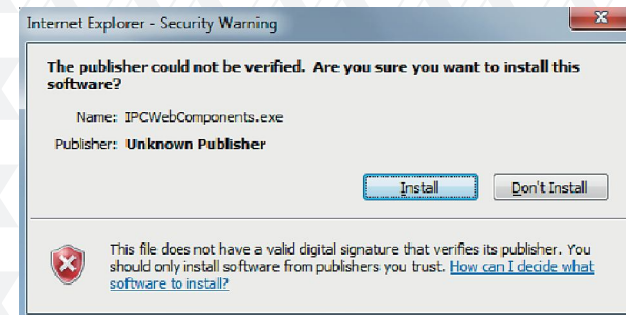 Internet Explorer - Security Warning
The publisher could not be verified. Are you sure you want to install this
software?
Name: IPCWebComponents.exe
Publisher: Unknown Publisher
Install Don't Install
This file does not have a valid digital signature that verifies its publisher. You
should only install software from publishers you trust. How can I decide what
software to install?